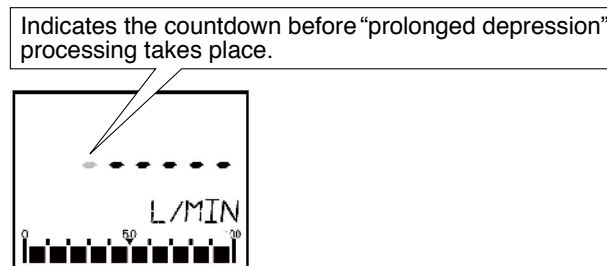 Indicates the countdown before “prolonged depression”
processing takes place.
- - - - - -
L/MIN
0 50 100